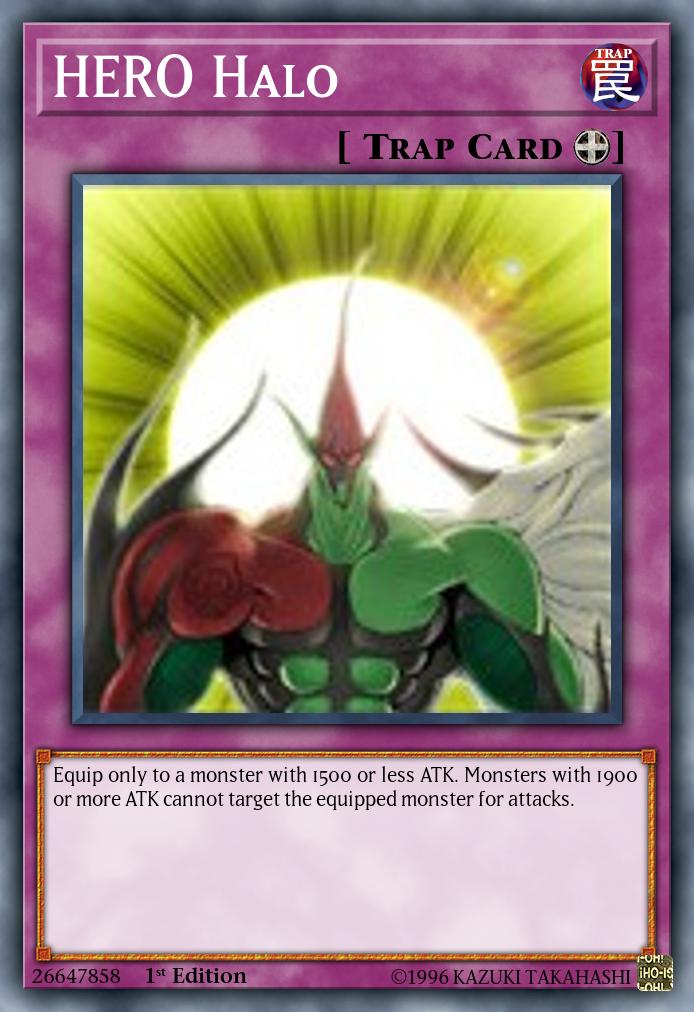 HERO Halo
TRAP
罠
[ Trap Card ]
Equip only to a monster with 1500 or less ATK. Monsters with 1900
or more ATK cannot target the equipped monster for attacks.
26647858 1st Edition ©1996 KAZUKI TAKAHASHI